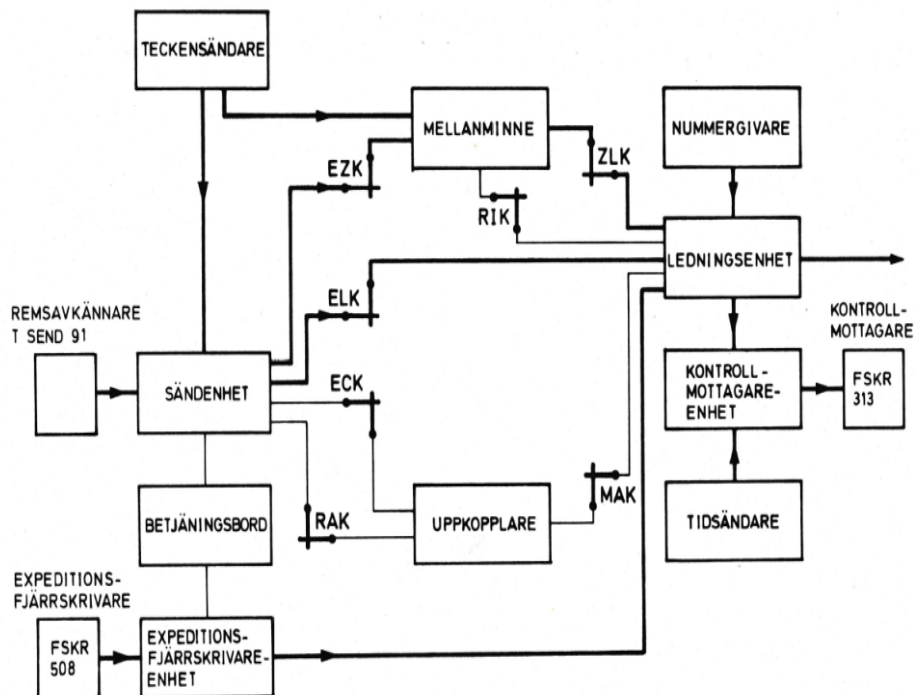 TECKENSÄNDARE
MELLANMINNE
NUMMERGIVARE
EZK
ZLK
RIK
LEDNINGSENHET
ELK
REMSAVKÄNNARE
T SEND 91
KONTROLL-
MOTTAGARE
SÄNDENHET
ECK
KONTROLL-
MOTTAGARE-
ENHET
FSKR
313
BETJÄNINGSBORD
RAK
UPPKOPPLARE
MAK
TIDSÄNDARE
EXPEDITIONS-
FJÄRRSKRIVARE
FSKR
508
EXPEDITIONS-
FJÄRRSKRIVARE-
ENHET